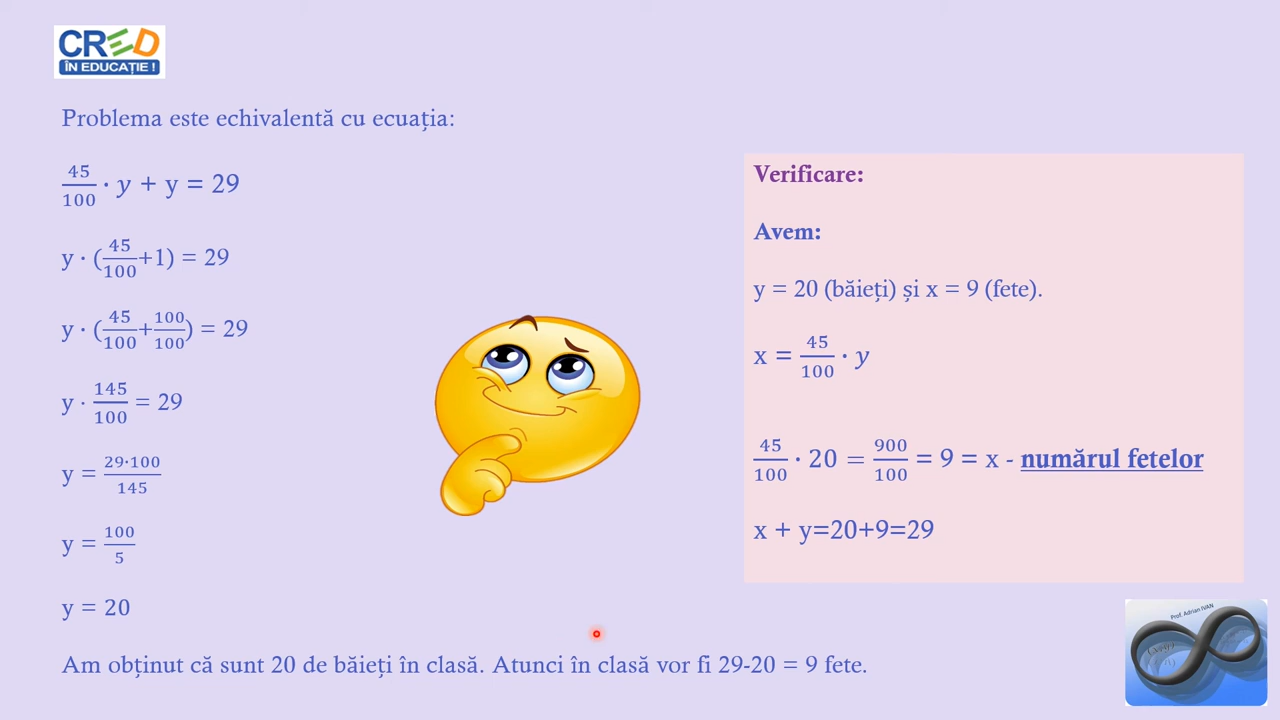 CRED
ÎN EDUCAȚIE !
Problema este echivalentă cu ecuația:
45/100 · y + y = 29
y · (45/100+1) = 29
y · (45/100+100/100) = 29
y · 145/100 = 29
y = 29·100/145
y = 100/5
y = 20
Am obținut că sunt 20 de băieți în clasă. Atunci în clasă vor fi 29-20 = 9 fete.
Verificare:
Avem:
y = 20 (băieți) și x = 9 (fete).
x = 45/100 · y
45/100 · 20 = 900/100 = 9 = x - numărul fetelor
x + y=20+9=29
Prof. Adrian IVAN